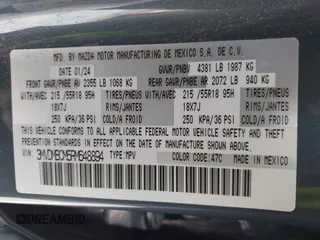 MFD. BY MAZDA MOTOR MANUFACTURING DE MEXICO S.A. DE C.V.
DATE 01/24 GVWR/PNBV 4381 LB 1987 KG
FRONT GAWR/PNBE AV 2355 LB 1068 KG REAR GAWR/PNBE AR 2072 LB 940 KG
WITH/AVEC 215 /55R18 95H TIRES/PNEUS WITH/AVEC 215 /55R18 95H TIRES/PNEUS
18X7J RIMS/JANTES 18X7J RIMS/JANTES
250 KPA/36 PSI COLD/A FROID 250 KPA/36 PSI COLD/A FROID
THIS VEHICLE CONFORMS TO ALL APPLICABLE FEDERAL MOTOR VEHICLE SAFETY, BUMPER, AND THEFT PREVENTION STANDARDS IN EFFECT ON THE DATE OF MANUFACTURE SHOWN ABOVE.
TYPE: MPV
COLOR CODE: 47C